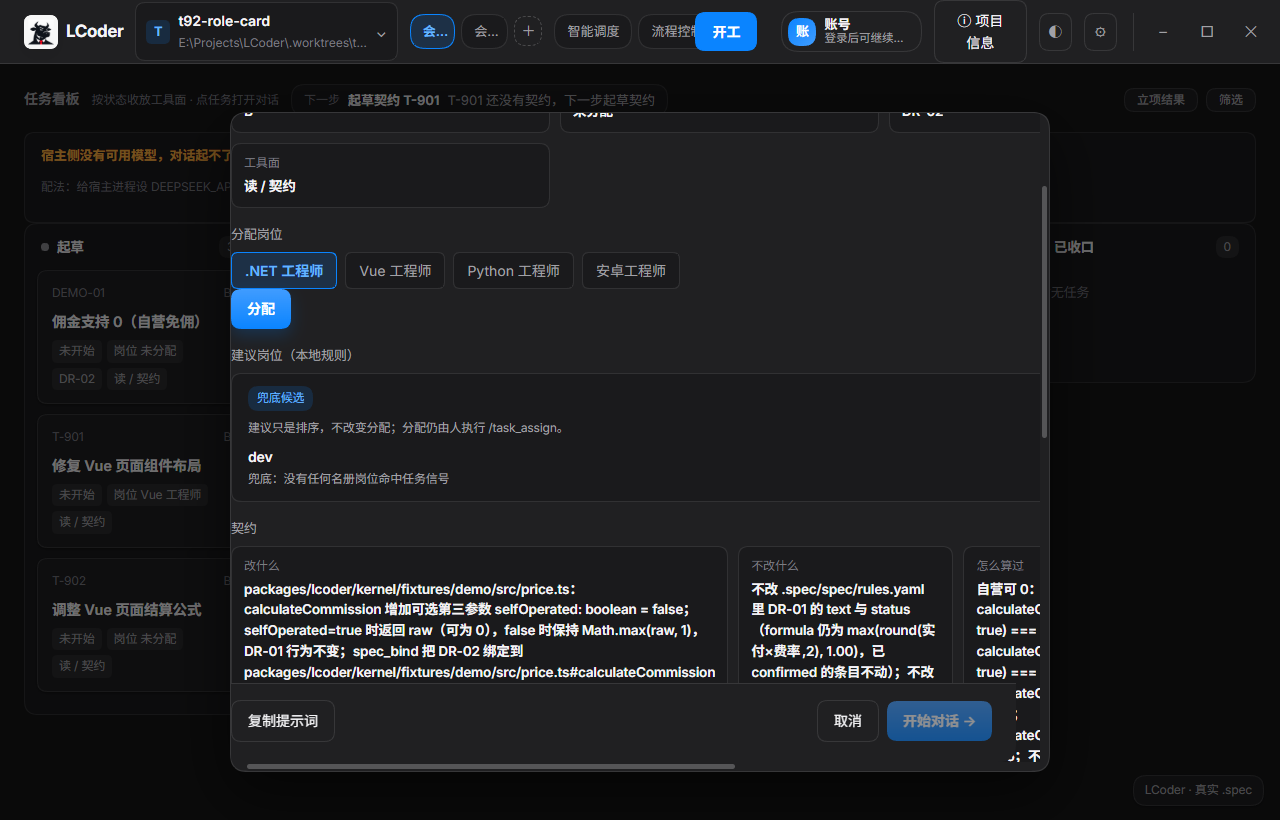 LCoder
T
t92-role-card
E:\Projects\LCoder\.worktrees\t...
会...
会...
+
智能调度
流程控制
开工
账
账号
登录后可继续...
项目
信息
任务看板
按状态收放工具面 · 点任务打开对话
下一步 起草契约 T-901 T-901 还没有契约，下一步起草契约
立项结果
筛选
宿主侧没有可用模型，对话起不了
配法：给宿主进程设 DEEPSEEK_AP
起草
DEMO-01
佣金支持 0（自营免佣）
未开始
岗位 未分配
DR-02
读 / 契约
T-901
修复 Vue 页面组件布局
未开始
岗位 Vue 工程师
读 / 契约
T-902
调整 Vue 页面结算公式
未开始
岗位 未分配
读 / 契约
B
未分配
DR-02
工具面
读 / 契约
分配岗位
.NET 工程师
Vue 工程师
Python 工程师
安卓工程师
分配
建议岗位（本地规则）
兜底候选
建议只是排序，不改变分配；分配仍由人执行 /task_assign。
dev
兜底：没有任何名册岗位命中任务信号
契约
改什么
packages/lcoder/kernel/fixtures/demo/src/price.ts：
calculateCommission 增加可选第三参数 selfOperated: boolean = false；
selfOperated=true 时返回 raw（可为 0），false 时保持 Math.max(raw, 1)，
DR-01 行为不变；spec_bind 把 DR-02 绑定到
packages/lcoder/kernel/fixtures/demo/src/price.ts#calculateCommission
不改什么
不改 .spec/spec/rules.yaml
里 DR-01 的 text 与 status
（formula 仍为 max(round(实
付×费率 ,2), 1.00)，已
confirmed 的条目不动）；不改
怎么算过
自营可 0：
calculateC
true) ===
calculateC
true) ===
ateC
；
ateC
；不
复制提示词
取消
开始对话 →
已收口
0
无任务
LCoder · 真实 .spec